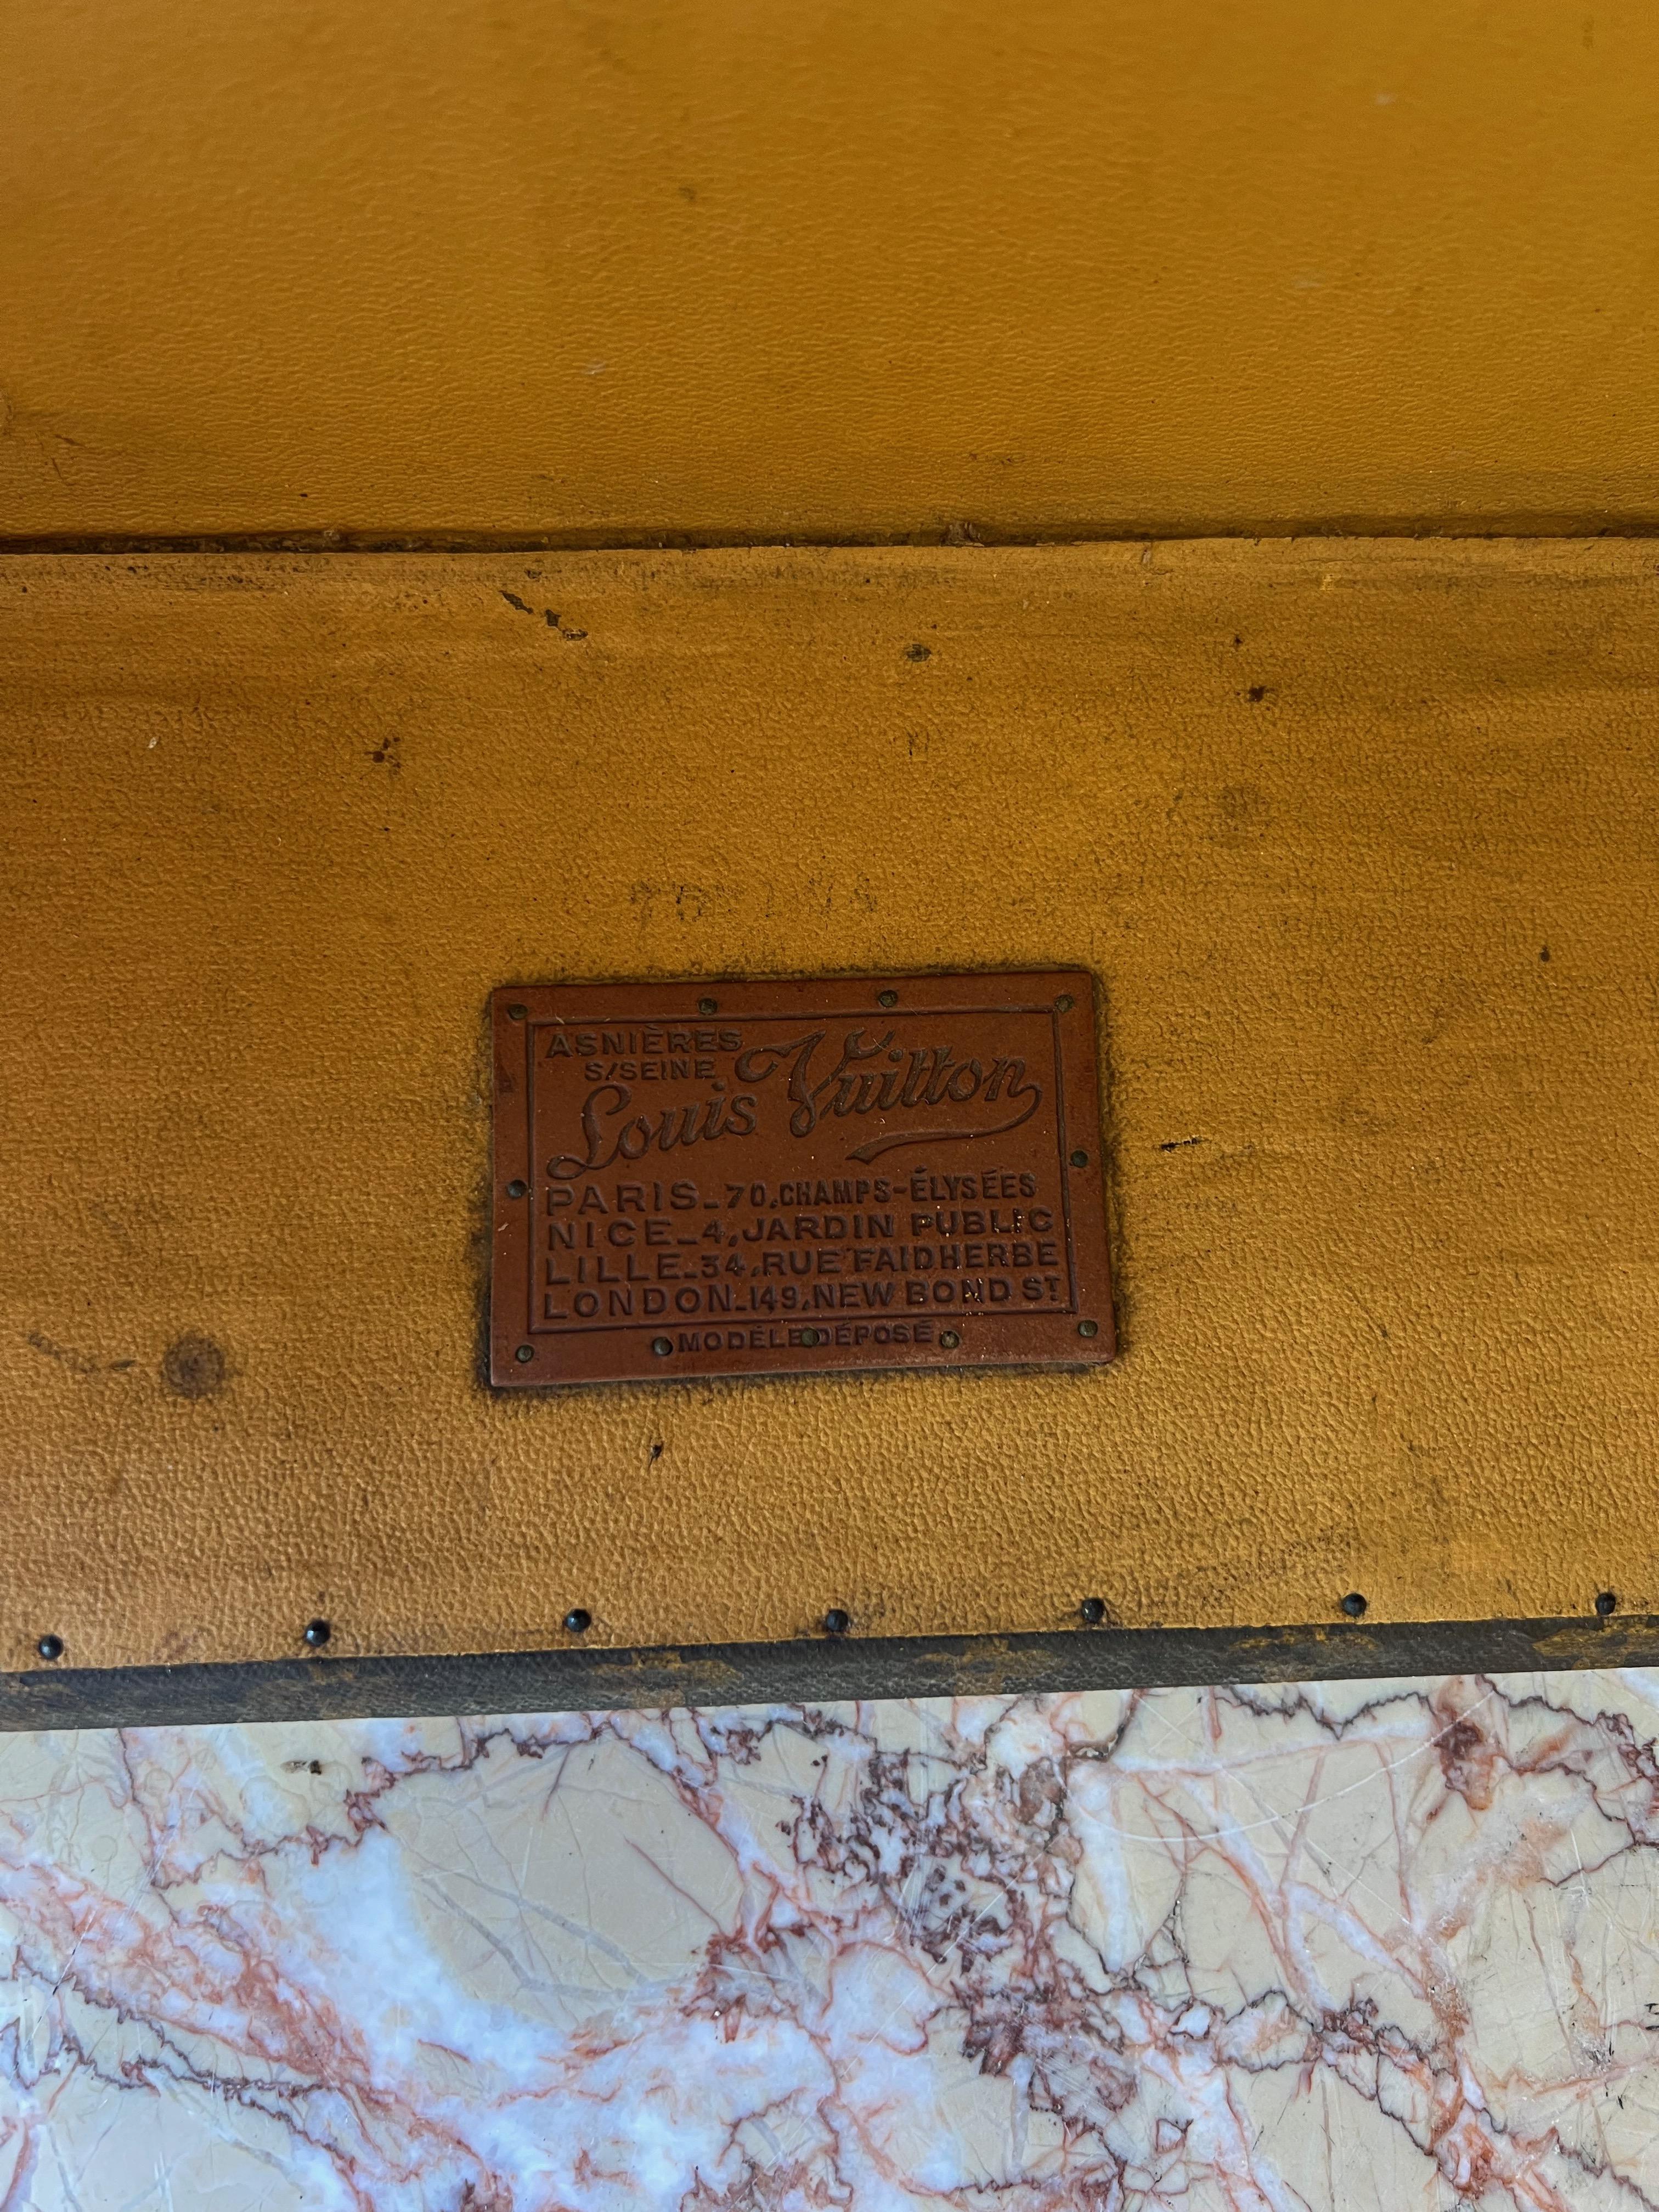 ASNIÈRES
S/SEINE
Louis Vuitton
PARIS_70,CHAMPS-ÉLYSÉES
NICE_4,JARDIN PUBLIC
LILLE_34,RUE FAIDHERBE
LONDON_149,NEW BOND ST
MODÈLE DÉPOSÉ